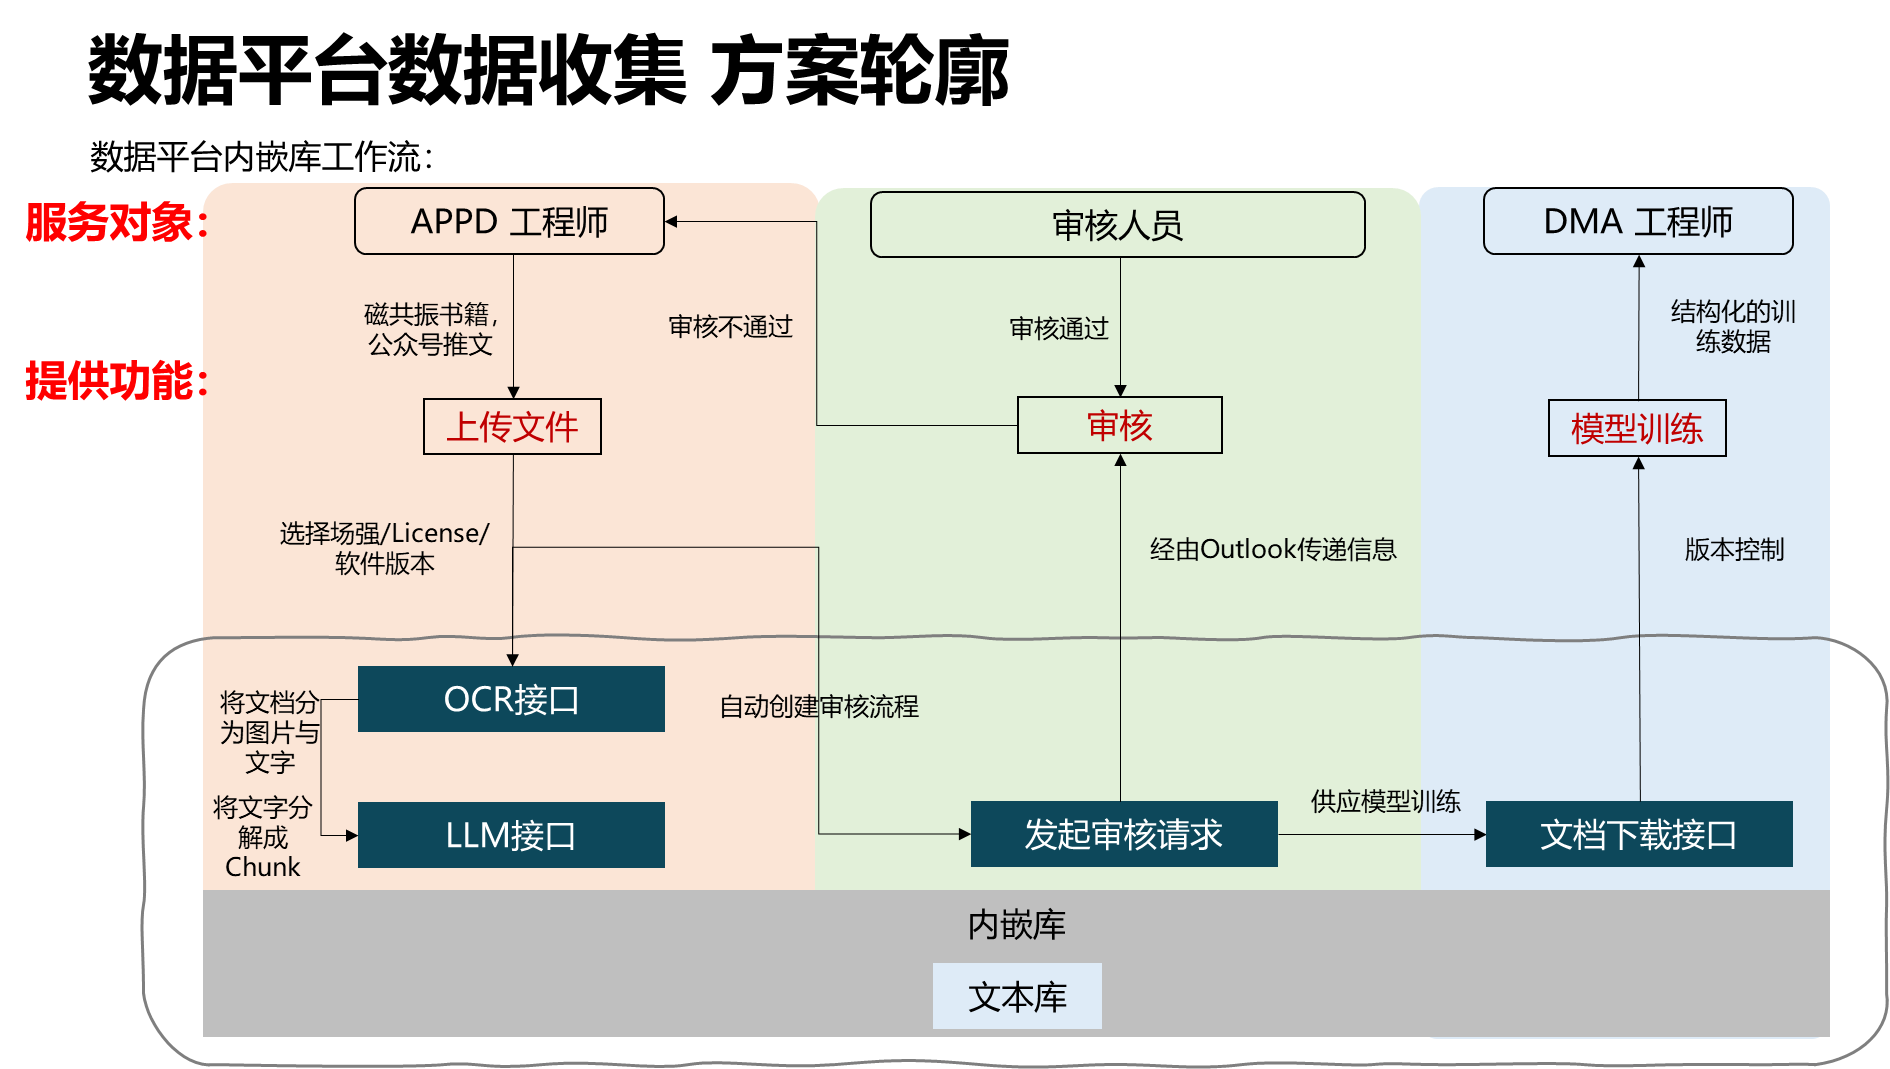 数据平台数据收集 方案轮廓
数据平台内嵌库工作流：
服务对象：
APPD 工程师
审核人员
DMA 工程师
磁共振书籍，
公众号推文
审核不通过
审核通过
结构化的训
练数据
提供功能：
上传文件
审核
模型训练
选择场强/License/
软件版本
经由Outlook传递信息
版本控制
OCR接口
将文档分
为图片与
文字
自动创建审核流程
将文字分
解成
Chunk
LLM接口
发起审核请求
供应模型训练
文档下载接口
内嵌库
文本库